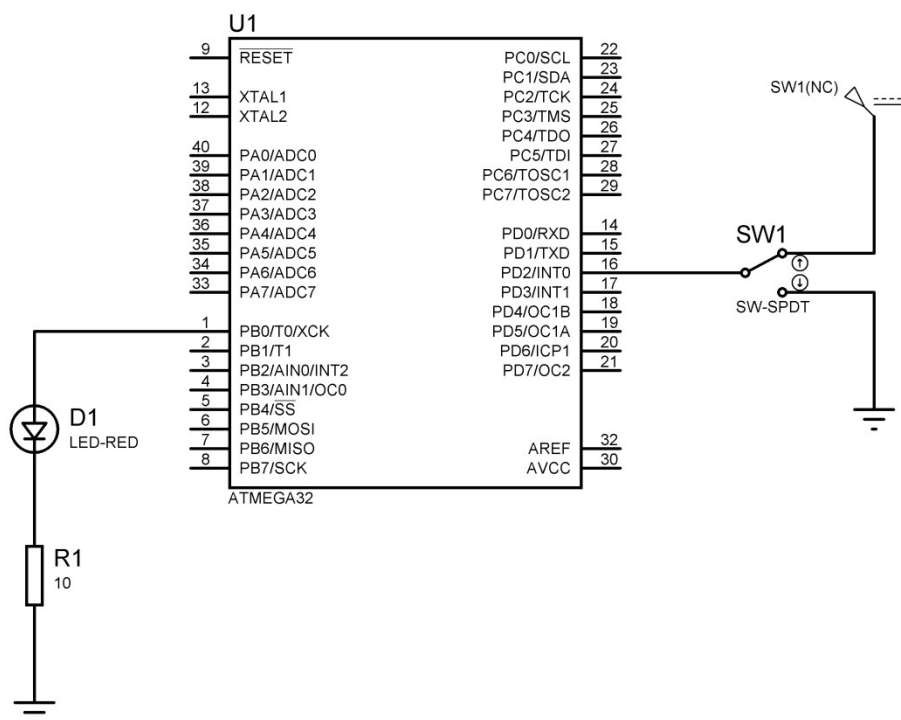 U1
9 RESET
13 XTAL1
12 XTAL2
40 PA0/ADC0
39 PA1/ADC1
38 PA2/ADC2
37 PA3/ADC3
36 PA4/ADC4
35 PA5/ADC5
34 PA6/ADC6
33 PA7/ADC7
1 PB0/T0/XCK
2 PB1/T1
3 PB2/AIN0/INT2
4 PB3/AIN1/OC0
5 PB4/SS
6 PB5/MOSI
7 PB6/MISO
8 PB7/SCK
PC0/SCL 22
PC1/SDA 23
PC2/TCK 24
PC3/TMS 25
PC4/TDO 26
PC5/TDI 27
PC6/TOSC1 28
PC7/TOSC2 29
PD0/RXD 14
PD1/TXD 15
PD2/INT0 16
PD3/INT1 17
PD4/OC1B 18
PD5/OC1A 19
PD6/ICP1 20
PD7/OC2 21
AREF 32
AVCC 30
ATMEGA32
SW1(NC)
SW1
SW-SPDT
D1
LED-RED
R1
10